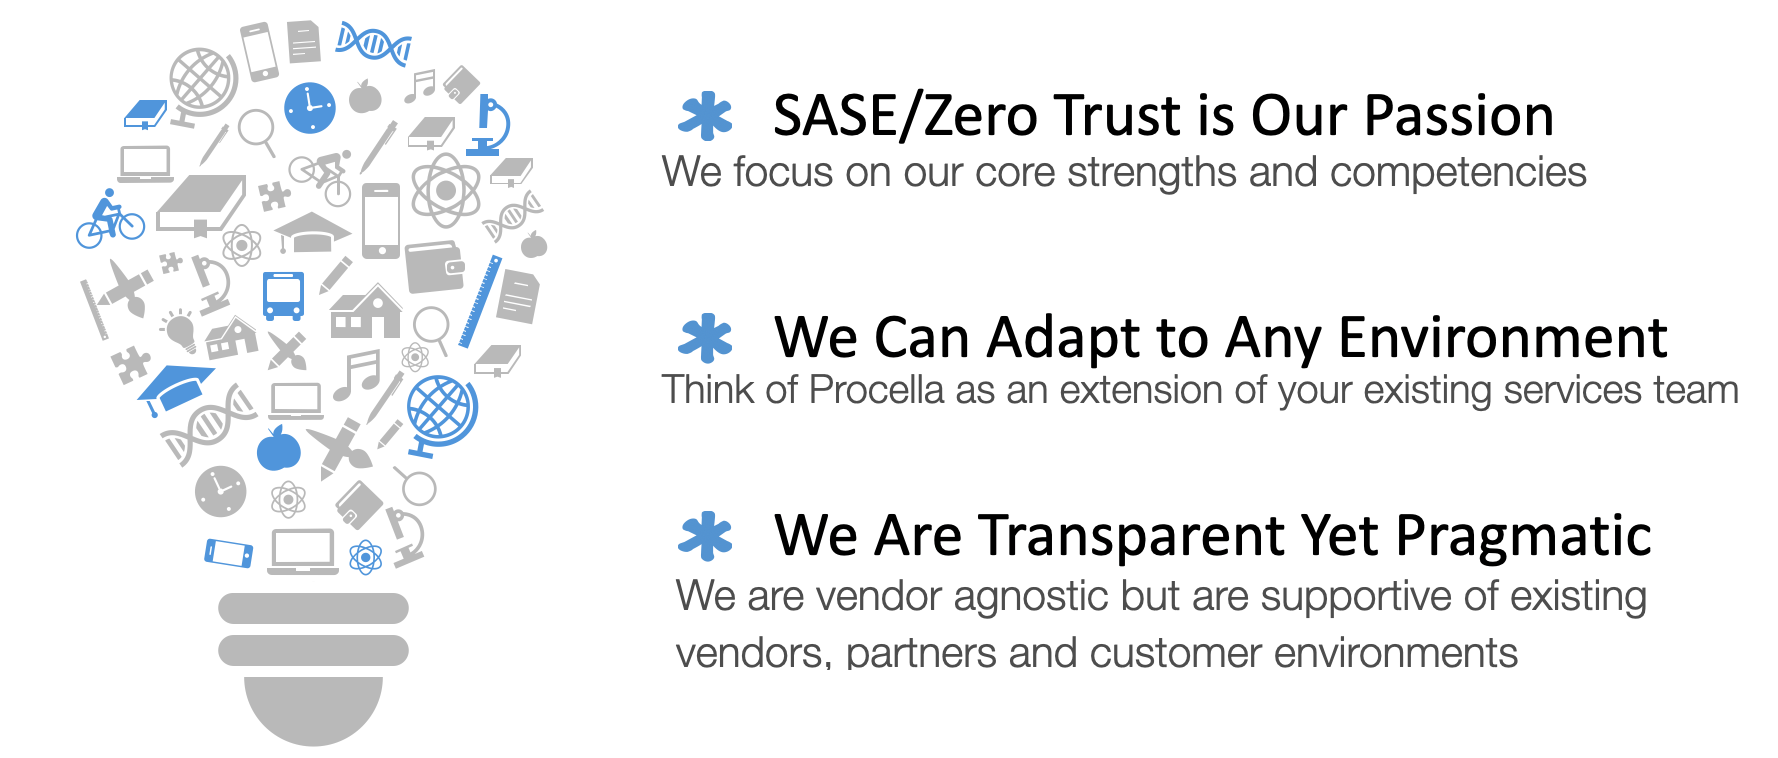 SASE/Zero Trust is Our Passion
We focus on our core strengths and competencies
We Can Adapt to Any Environment
Think of Procella as an extension of your existing services team
We Are Transparent Yet Pragmatic
We are vendor agnostic but are supportive of existing
vendors, partners and customer environments